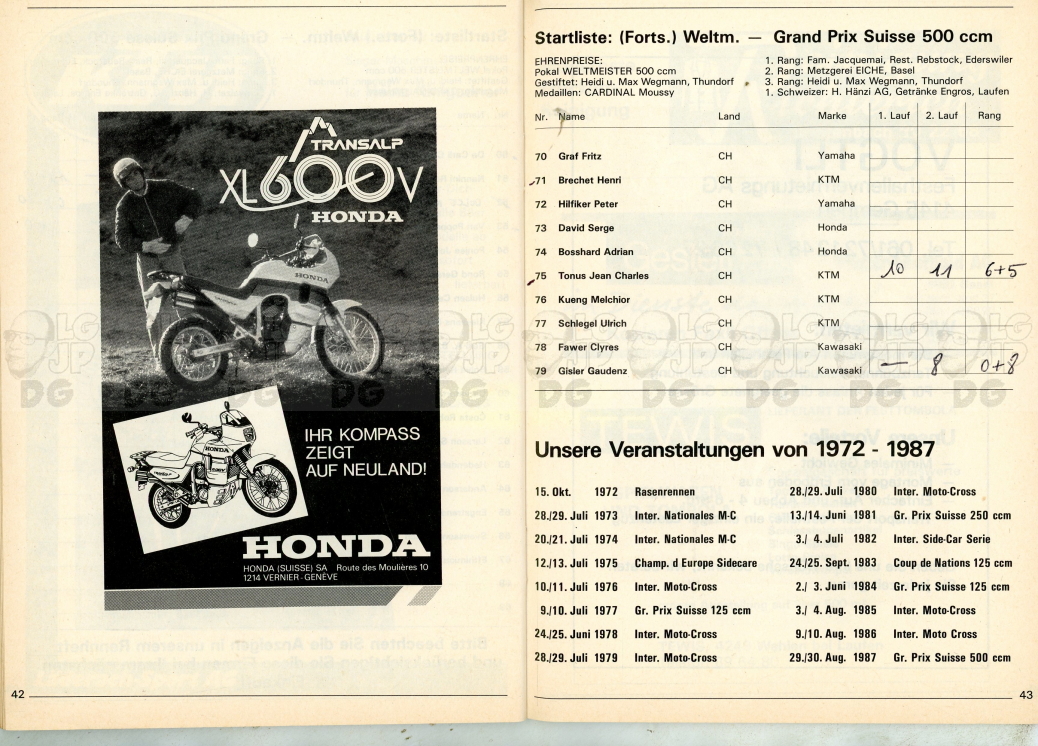 TRANSALP
XL600V
HONDA
HONDA
IHR KOMPASS
ZEIGT
AUF NEULAND!
HONDA
HONDA (SUISSE) SA Route des Moulières 10
1214 VERNIER - GENÈVE
42
Startliste: (Forts.) Weltm. — Grand Prix Suisse 500 ccm
EHRENPREISE:
Pokal WELTMEISTER 500 ccm
Gestiftet: Heidi u. Max Wegmann, Thundorf
Medaillen: CARDINAL Moussy
1. Rang: Fam. Jacquemai, Rest. Rebstock, Ederswiler
2. Rang: Metzgerei EICHE, Basel
3. Rang: Heidi u. Max Wegmann, Thundorf
1. Schweizer: H. Hänzi AG, Getränke Engros, Laufen
Nr. Name Land Marke 1. Lauf 2. Lauf Rang
70 Graf Fritz CH Yamaha
71 Brechet Henri CH KTM
72 Hilfiker Peter CH Yamaha
73 David Serge CH Honda
74 Bosshard Adrian CH Honda
75 Tonus Jean Charles CH KTM 10 11 6+5
76 Kueng Melchior CH KTM
77 Schlegel Ulrich CH KTM
78 Fawer Clyres CH Kawasaki
79 Gisler Gaudenz CH Kawasaki — 8 0+8
Unsere Veranstaltungen von 1972 - 1987
15. Okt. 1972 Rasenrennen
28./29. Juli 1973 Inter. Nationales M-C
20./21. Juli 1974 Inter. Nationales M-C
12./13. Juli 1975 Champ. d'Europe Sidecare
10./11. Juli 1976 Inter. Moto-Cross
9./10. Juli 1977 Gr. Prix Suisse 125 ccm
24./25. Juni 1978 Inter. Moto-Cross
28./29. Juli 1979 Inter. Moto-Cross
28./29. Juli 1980 Inter. Moto-Cross
13./14. Juni 1981 Gr. Prix Suisse 250 ccm
3./ 4. Juli 1982 Inter. Side-Car Serie
24./25. Sept. 1983 Coupe de Nations 125 ccm
2./ 3. Juni 1984 Gr. Prix Suisse 125 ccm
3./ 4. Aug. 1985 Inter. Moto-Cross
9./10. Aug. 1986 Inter. Moto Cross
29./30. Aug. 1987 Gr. Prix Suisse 500 ccm
43